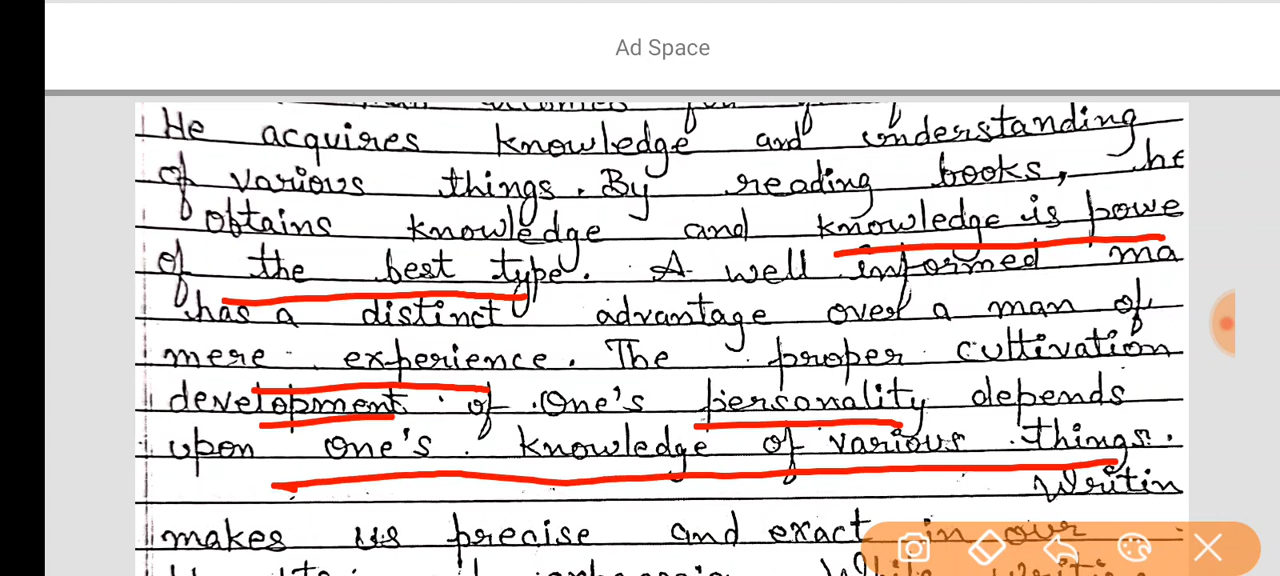 Ad Space
He acquires knowledge and understanding
of various things. By reading books, he
obtains knowledge and knowledge is powe
of the best type. A well informed ma
has a distinct advantage over a man of
mere experience. The proper cultivation
development of one's personality depends
upon one's knowledge of various things.
Writin
makes us precise and exact in our